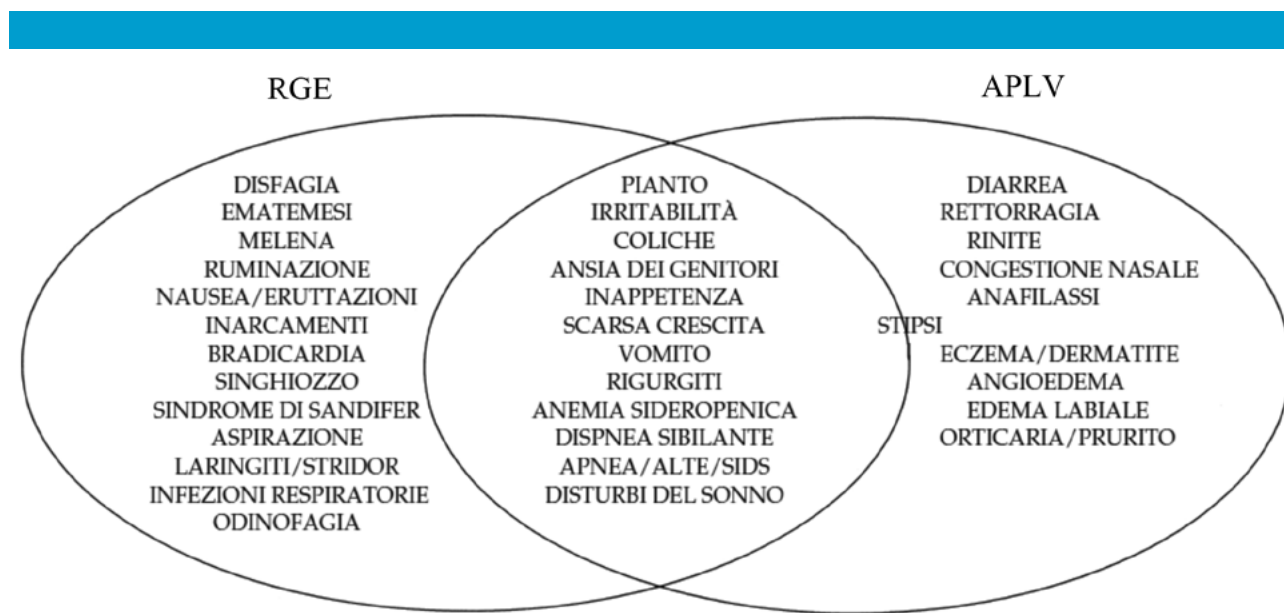 RGE
APLV
DISFAGIA
EMATEMESI
MELENA
RUMINAZIONE
NAUSEA/ERUTTAZIONI
INARCAMENTI
BRADICARDIA
SINGHIOZZO
SINDROME DI SANDIFER
ASPIRAZIONE
LARINGITI/STRIDOR
INFEZIONI RESPIRATORIE
ODINOFAGIA
PIANTO
IRRITABILITÀ
COLICHE
ANSIA DEI GENITORI
INAPPETENZA
SCARSA CRESCITA
VOMITO
RIGURGITI
ANEMIA SIDEROPENICA
DISPNEA SIBILANTE
APNEA/ALTE/SIDS
DISTURBI DEL SONNO
DIARREA
RETTORRAGIA
RINITE
CONGESTIONE NASALE
ANAFILASSI
STIPSI
ECZEMA/DERMATITE
ANGIOEDEMA
EDEMA LABIALE
ORTICARIA/PRURITO